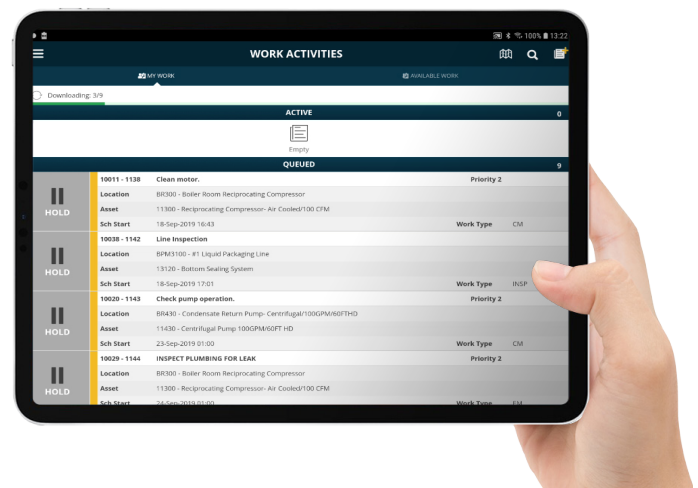 100% 13:22
WORK ACTIVITIES
MY WORK AVAILABLE WORK
Downloading: 3/9
ACTIVE 0
Empty
QUEUED 9
10011 - 1138 Clean motor. Priority 2
Location BR300 - Boiler Room Reciprocating Compressor
HOLD
Asset 11300 - Reciprocating Compressor- Air Cooled/100 CFM
Sch Start 18-Sep-2019 16:43 Work Type CM
10038 - 1142 Line Inspection
Location BPM3100 - #1 Liquid Packaging Line
HOLD
Asset 13120 - Bottom Sealing System
Sch Start 18-Sep-2019 17:01 Work Type INSP
10020 - 1143 Check pump operation. Priority 2
Location BR430 - Condensate Return Pump- Centrifugal/100GPM/60FTHD
HOLD
Asset 11430 - Centrifugal Pump 100GPM/60FT HD
Sch Start 23-Sep-2019 01:00 Work Type CM
10029 - 1144 INSPECT PLUMBING FOR LEAK Priority 2
Location BR300 - Boiler Room Reciprocating Compressor
HOLD
Asset 11300 - Reciprocating Compressor- Air Cooled/100 CFM
Sch Start 24-Sep-2019 01:00 Work Type EM